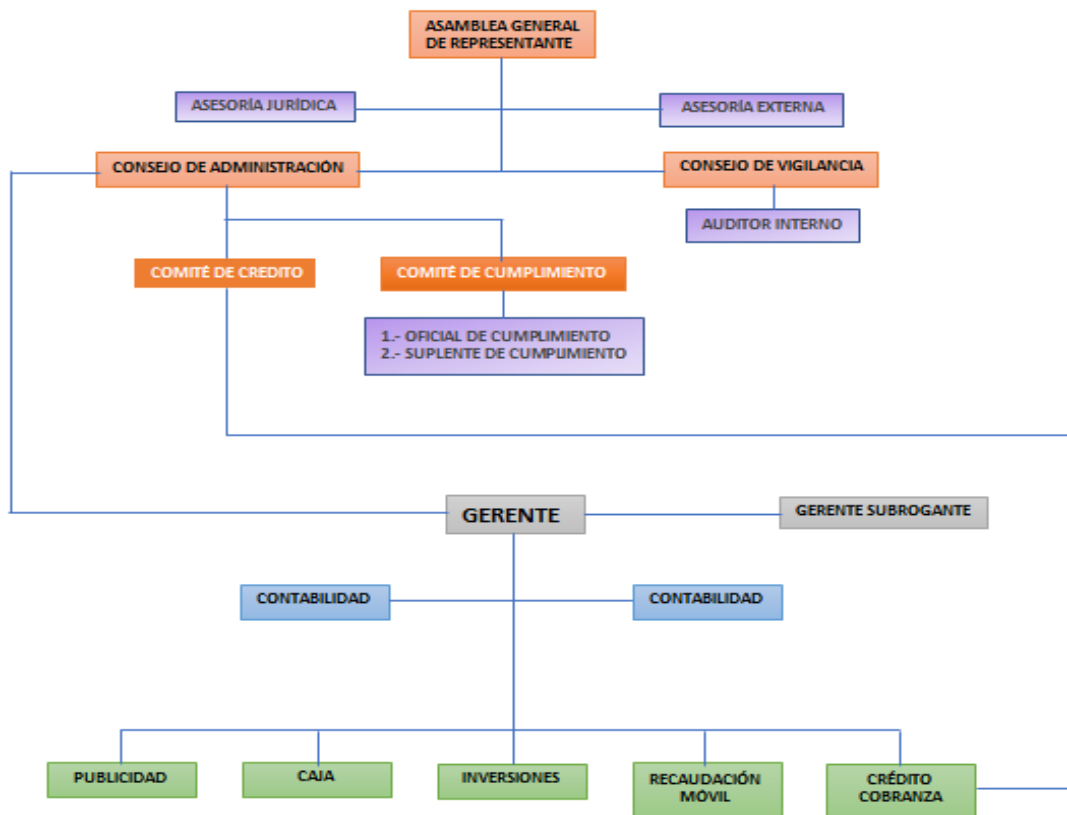 ASAMBLEA GENERAL
DE REPRESENTANTE
ASESORÍA JURÍDICA
ASESORÍA EXTERNA
CONSEJO DE ADMINISTRACIÓN
CONSEJO DE VIGILANCIA
AUDITOR INTERNO
COMITÉ DE CREDITO
COMITÉ DE CUMPLIMIENTO
1.- OFICIAL DE CUMPLIMIENTO
2.- SUPLENTE DE CUMPLIMIENTO
GERENTE
GERENTE SUBROGANTE
CONTABILIDAD
CONTABILIDAD
PUBLICIDAD
CAJA
INVERSIONES
RECAUDACIÓN
MÓVIL
CRÉDITO
COBRANZA